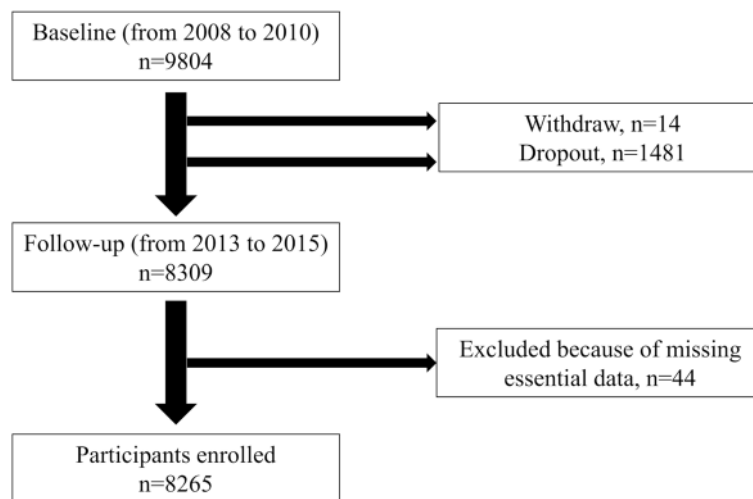 Baseline (from 2008 to 2010)
n=9804
Withdraw, n=14
Dropout, n=1481
Follow-up (from 2013 to 2015)
n=8309
Excluded because of missing
essential data, n=44
Participants enrolled
n=8265